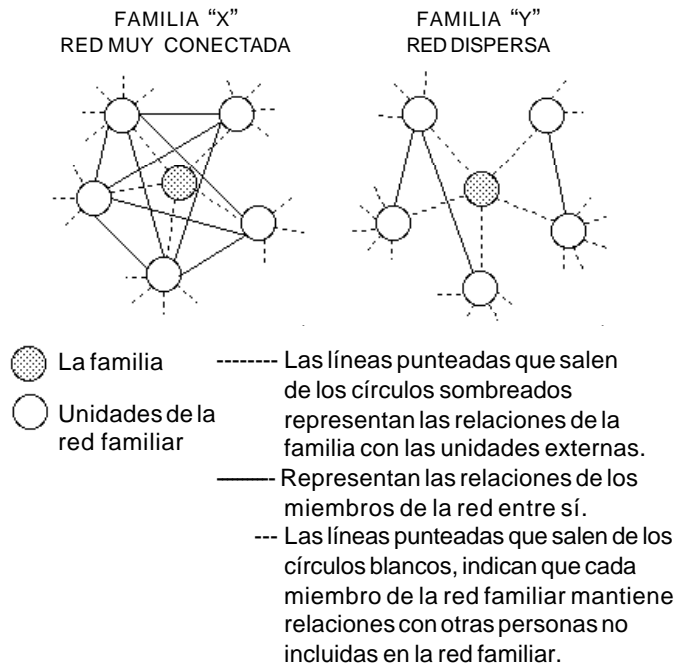 FAMILIA “X”
RED MUY CONECTADA
FAMILIA “Y”
RED DISPERSA
La familia
Unidades de la
red familiar
-------- Las líneas punteadas que salen
de los círculos sombreados
representan las relaciones de la
familia con las unidades externas.
Representan las relaciones de los
miembros de la red entre sí.
--- Las líneas punteadas que salen de los
círculos blancos, indican que cada
miembro de la red familiar mantiene
relaciones con otras personas no
incluidas en la red familiar.